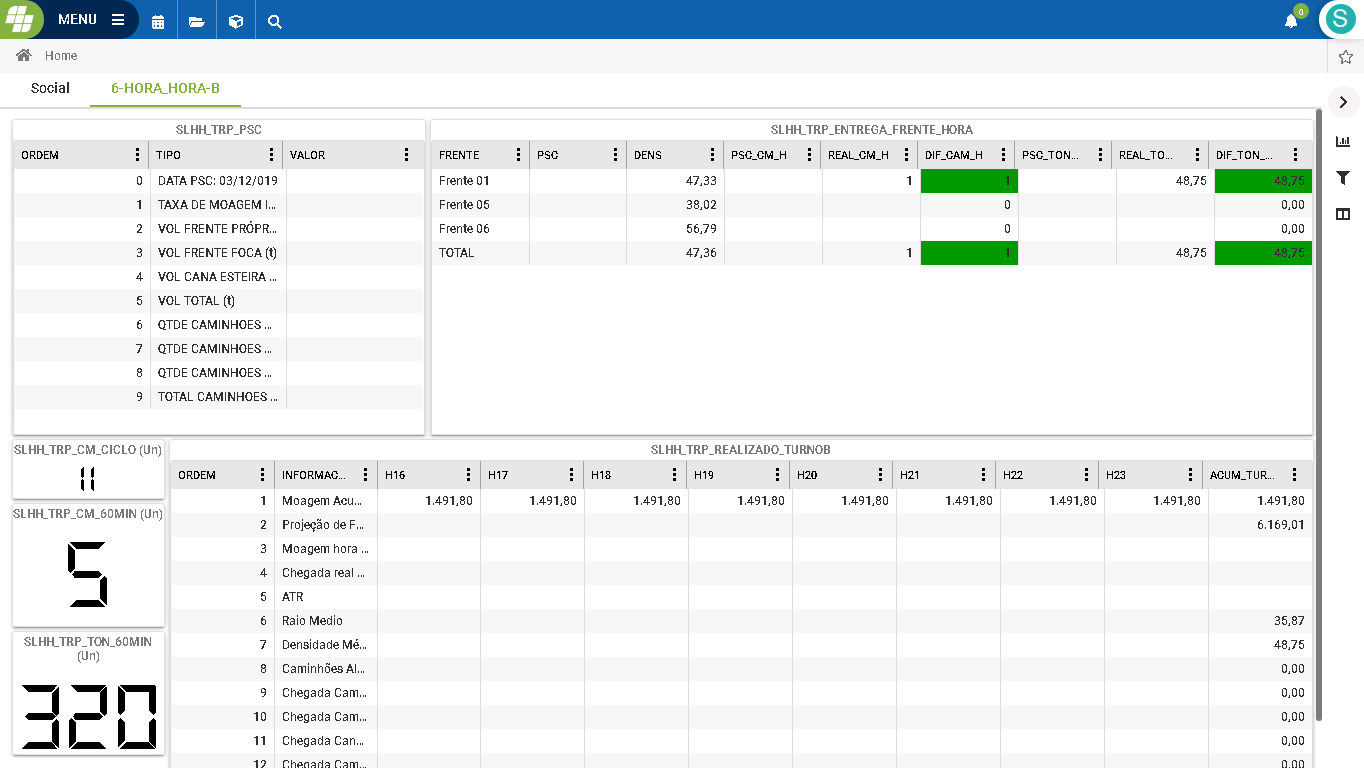 MENU
0
S
Home
Social 6-HORA_HORA-B
SLHH_TRP_PSC
ORDEM TIPO VALOR
0 DATA PSC: 03/12/019
1 TAXA DE MOAGEM I...
2 VOL FRENTE PRÓPR...
3 VOL FRENTE FOCA (t)
4 VOL CANA ESTEIRA ...
5 VOL TOTAL (t)
6 QTDE CAMINHOES ...
7 QTDE CAMINHOES ...
8 QTDE CAMINHOES ...
9 TOTAL CAMINHOES ...
SLHH_TRP_ENTREGA_FRENTE_HORA
FRENTE PSC DENS PSC_CM_H REAL_CM_H DIF_CAM_H PSC_TON... REAL_TO... DIF_TON_...
Frente 01 47,33 1 1 48,75 48,75
Frente 05 38,02 0 0,00
Frente 06 56,79 0 0,00
TOTAL 47,36 1 1 48,75 48,75
SLHH_TRP_CM_CICLO (Un)
11
SLHH_TRP_CM_60MIN (Un)
5
SLHH_TRP_TON_60MIN
(Un)
320
SLHH_TRP_REALIZADO_TURNOB
ORDEM INFORMAC... H16 H17 H18 H19 H20 H21 H22 H23 ACUM_TUR...
1 Moagem Acu... 1.491,80 1.491,80 1.491,80 1.491,80 1.491,80 1.491,80 1.491,80 1.491,80 1.491,80
2 Projeção de F... 6.169,01
3 Moagem hora ...
4 Chegada real ...
5 ATR
6 Raio Medio 35,87
7 Densidade Mé... 48,75
8 Caminhões Al... 0,00
9 Chegada Cam... 0,00
10 Chegada Cam... 0,00
11 Chegada Can... 0,00
12 Chegada Cam... 0,00